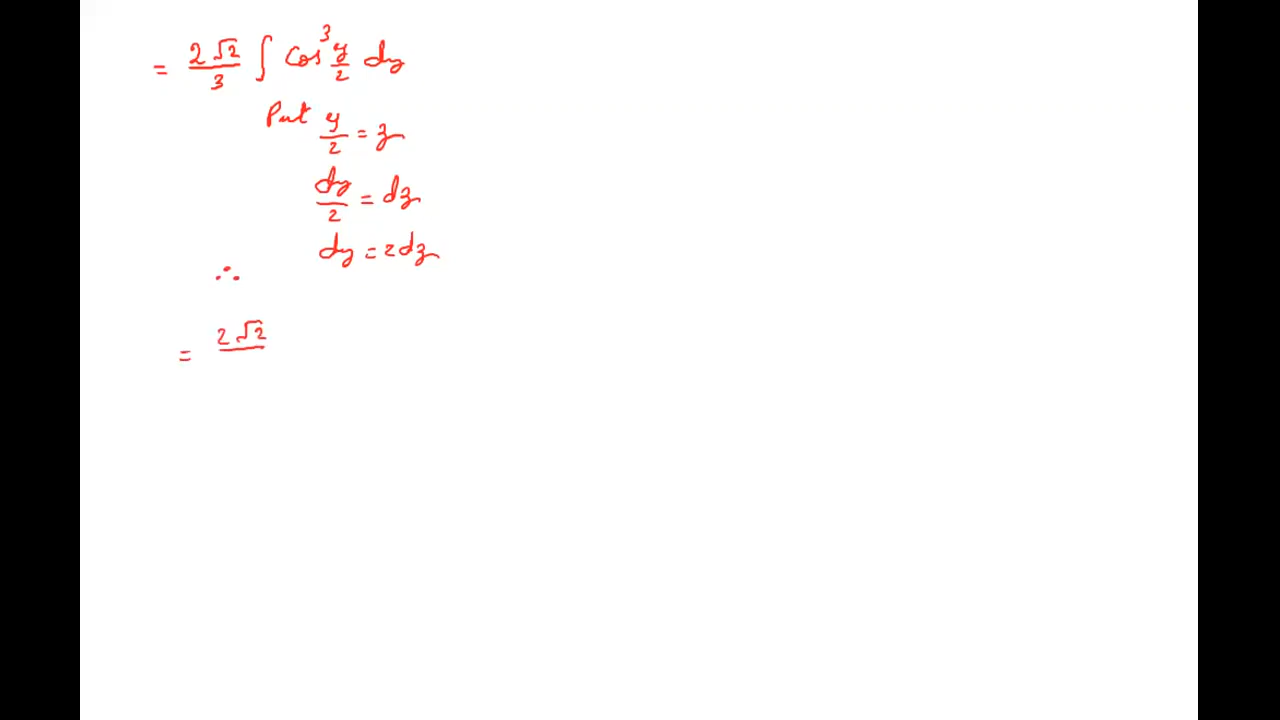 = 2√2/3 ∫ cos³ y/2 dy
Put y/2 = z
dy/2 = dz
dy = 2dz
∴
= 2√2